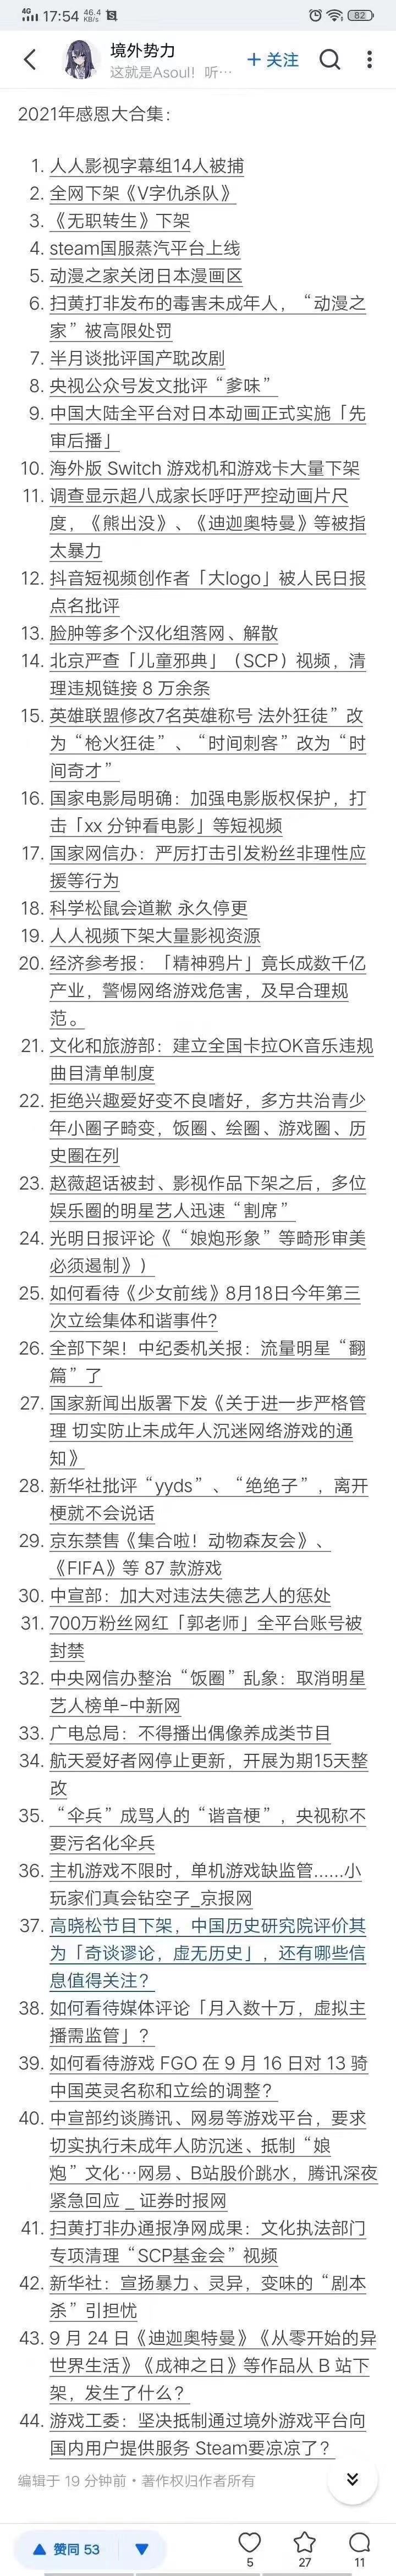 4G 17:54 46.4 KB/s 82
境外势力
这就是Asoul！听…
+ 关注
2021年感恩大合集：
1. 人人影视字幕组14人被捕
2. 全网下架《V字仇杀队》
3. 《无职转生》下架
4. steam国服蒸汽平台上线
5. 动漫之家关闭日本漫画区
6. 扫黄打非发布的毒害未成年人，“动漫之
家”被高限处罚
7. 半月谈批评国产耽改剧
8. 央视公众号发文批评“爹味”
9. 中国大陆全平台对日本动画正式实施「先
审后播」
10. 海外版 Switch 游戏机和游戏卡大量下架
11. 调查显示超八成家长呼吁严控动画片尺
度，《熊出没》、《迪迦奥特曼》等被指
太暴力
12. 抖音短视频创作者「大logo」被人民日报
点名批评
13. 脸肿等多个汉化组落网、解散
14. 北京严查「儿童邪典」（SCP）视频，清
理违规链接 8 万余条
15. 英雄联盟修改7名英雄称号 法外狂徒”改
为“枪火狂徒”、“时间刺客”改为“时
间奇才”
16. 国家电影局明确：加强电影版权保护，打
击「xx 分钟看电影」等短视频
17. 国家网信办：严厉打击引发粉丝非理性应
援等行为
18. 科学松鼠会道歉 永久停更
19. 人人视频下架大量影视资源
20. 经济参考报：「精神鸦片」竟长成数千亿
产业，警惕网络游戏危害，及早合理规
范。
21. 文化和旅游部：建立全国卡拉OK音乐违规
曲目清单制度
22. 拒绝兴趣爱好变不良嗜好，多方共治青少
年小圈子畸变，饭圈、绘圈、游戏圈、历
史圈在列
23. 赵薇超话被封、影视作品下架之后，多位
娱乐圈的明星艺人迅速“割席”
24. 光明日报评论《“娘炮形象”等畸形审美
必须遏制》）
25. 如何看待《少女前线》8月18日今年第三
次立绘集体和谐事件?
26. 全部下架！中纪委机关报：流量明星“翻
篇”了
27. 国家新闻出版署下发《关于进一步严格管
理 切实防止未成年人沉迷网络游戏的通
知》
28. 新华社批评“yyds”、“绝绝子”，离开
梗就不会说话
29. 京东禁售《集合啦！动物森友会》、
《FIFA》等 87 款游戏
30. 中宣部：加大对违法失德艺人的惩处
31. 700万粉丝网红「郭老师」全平台账号被
封禁
32. 中央网信办整治“饭圈”乱象：取消明星
艺人榜单-中新网
33. 广电总局：不得播出偶像养成类节目
34. 航天爱好者网停止更新，开展为期15天整
改
35. “伞兵”成骂人的“谐音梗”，央视称不
要污名化伞兵
36. 主机游戏不限时，单机游戏缺监管……小
玩家们真会钻空子_京报网
37. 高晓松节目下架，中国历史研究院评价其
为「奇谈谬论，虚无历史」，还有哪些信
息值得关注？
38. 如何看待媒体评论「月入数十万，虚拟主
播需监管」？
39. 如何看待游戏 FGO 在 9 月 16 日对 13 骑
中国英灵名称和立绘的调整？
40. 中宣部约谈腾讯、网易等游戏平台，要求
切实执行未成年人防沉迷、抵制“娘
炮”文化…网易、B站股价跳水，腾讯深夜
紧急回应 _ 证券时报网
41. 扫黄打非办通报净网成果：文化执法部门
专项清理“SCP基金会”视频
42. 新华社：宣扬暴力、灵异，变味的“剧本
杀”引担忧
43. 9 月 24 日《迪迦奥特曼》《从零开始的异
世界生活》《成神之日》等作品从 B 站下
架，发生了什么？
44. 游戏工委：坚决抵制通过境外游戏平台向
国内用户提供服务 Steam要凉凉了？
编辑于 19 分钟前・著作权归作者所有
赞同 53
5 27 11